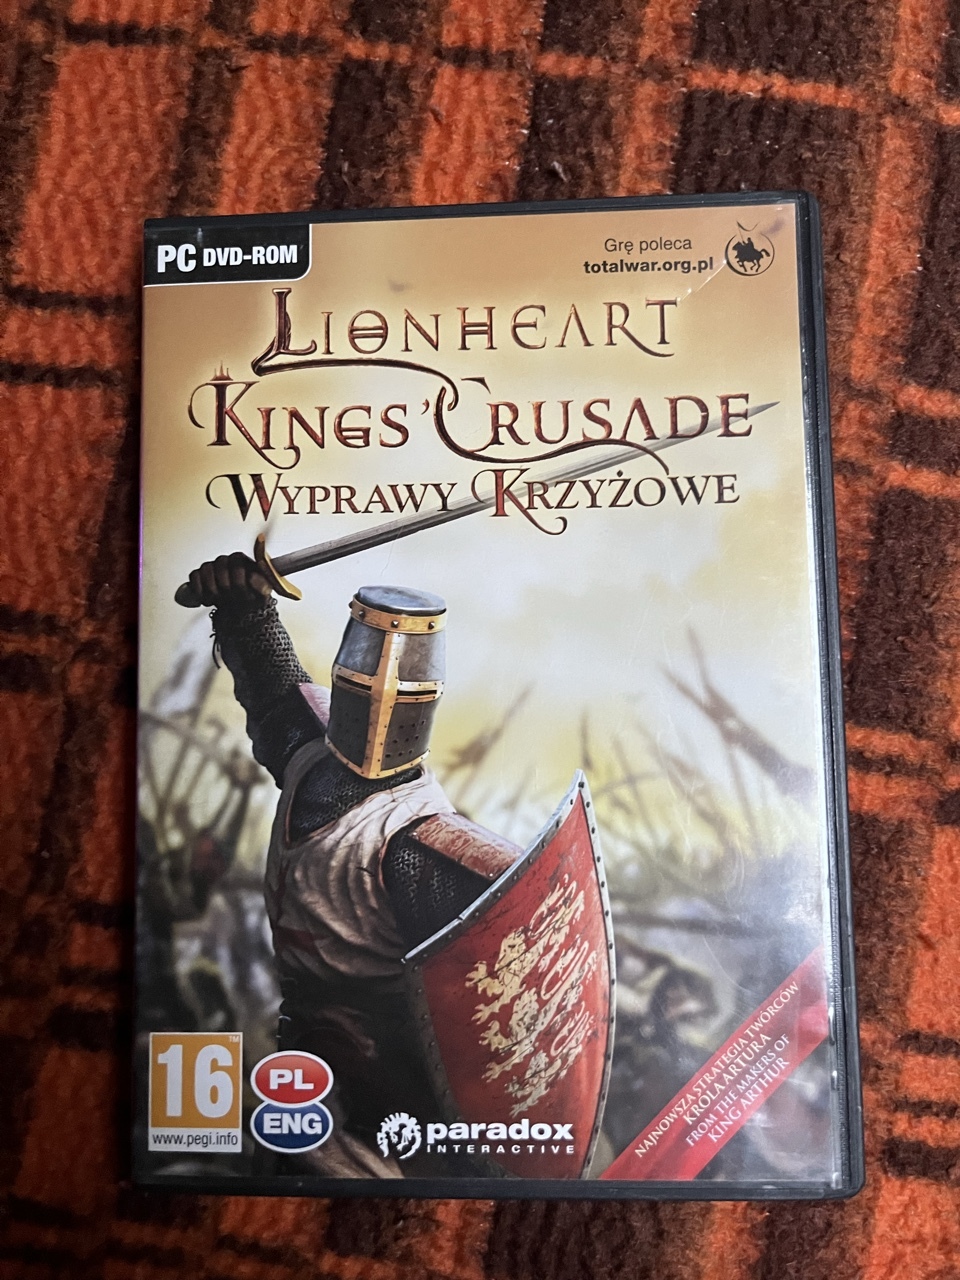 PC DVD-ROM
Grę poleca
totalwar.org.pl
LIONHEART
KINGS' CRUSADE
WYPRAWY KRZYŻOWE
NAJNOWSZA STRATEGIA TWÓRCÓW
KRÓLA ARTURA
FROM THE MAKERS OF
KING ARTHUR
16
TM
www.pegi.info
PL
ENG
paradox
INTERACTIVE